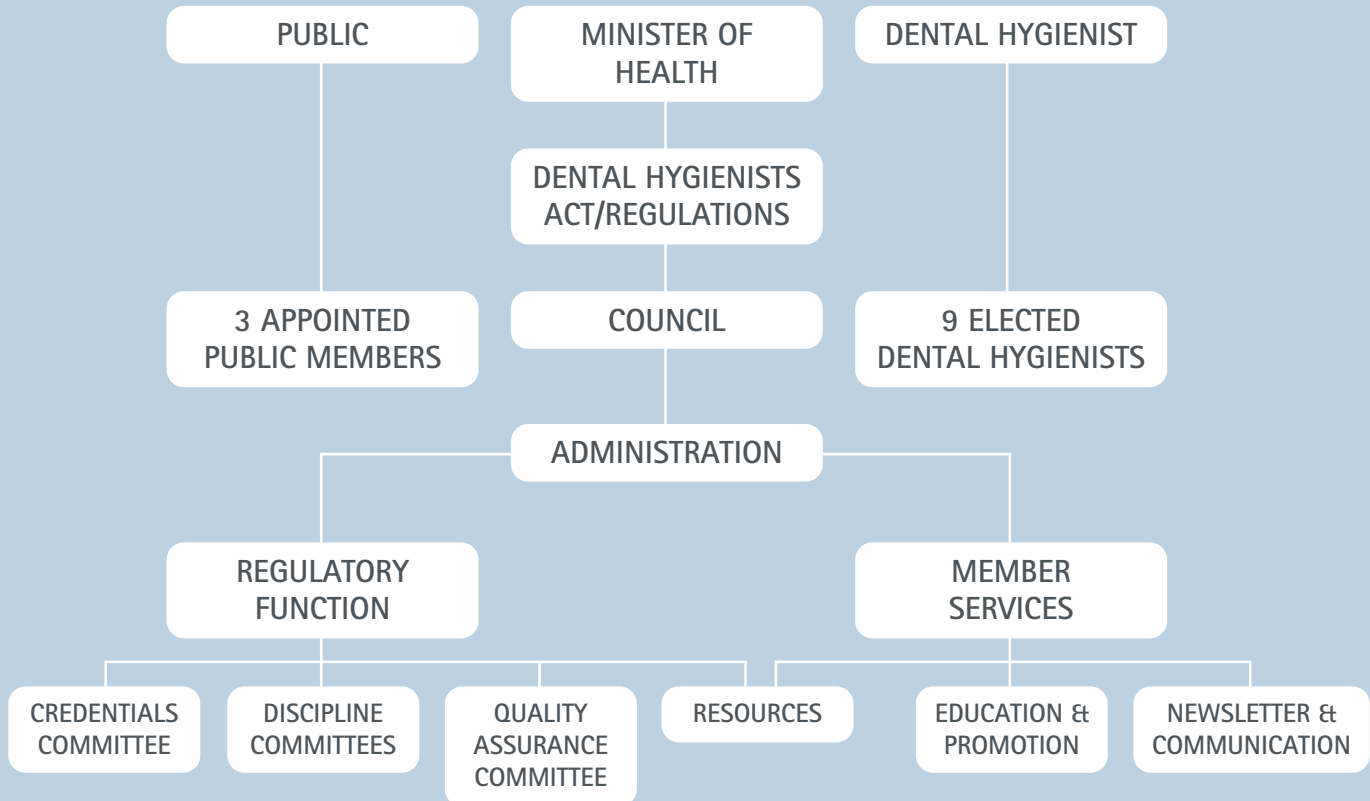 PUBLIC
MINISTER OF
HEALTH
DENTAL HYGIENIST
DENTAL HYGIENISTS
ACT/REGULATIONS
3 APPOINTED
PUBLIC MEMBERS
COUNCIL
9 ELECTED
DENTAL HYGIENISTS
ADMINISTRATION
REGULATORY
FUNCTION
MEMBER
SERVICES
CREDENTIALS
COMMITTEE
DISCIPLINE
COMMITTEES
QUALITY
ASSURANCE
COMMITTEE
RESOURCES
EDUCATION &
PROMOTION
NEWSLETTER &
COMMUNICATION